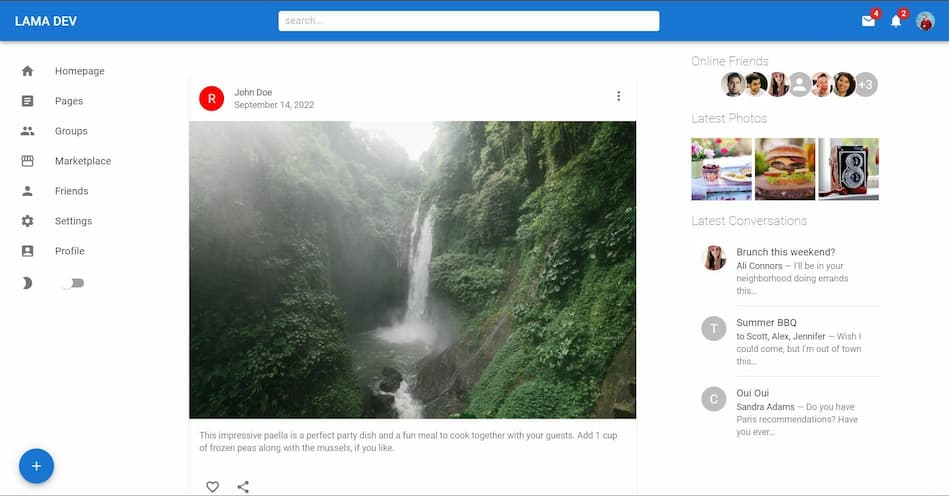 LAMA DEV
search...
4
2
Homepage
Pages
Groups
Marketplace
Friends
Settings
Profile
R
John Doe
September 14, 2022
This impressive paella is a perfect party dish and a fun meal to cook together with your guests. Add 1 cup
of frozen peas along with the mussels, if you like.
Online Friends
+3
Latest Photos
Latest Conversations
Brunch this weekend?
Ali Connors — I'll be in your
neighborhood doing errands
this...
T
Summer BBQ
to Scott, Alex, Jennifer — Wish I
could come, but I'm out of town
this...
C
Oui Oui
Sandra Adams — Do you have
Paris recommendations? Have
you ever...